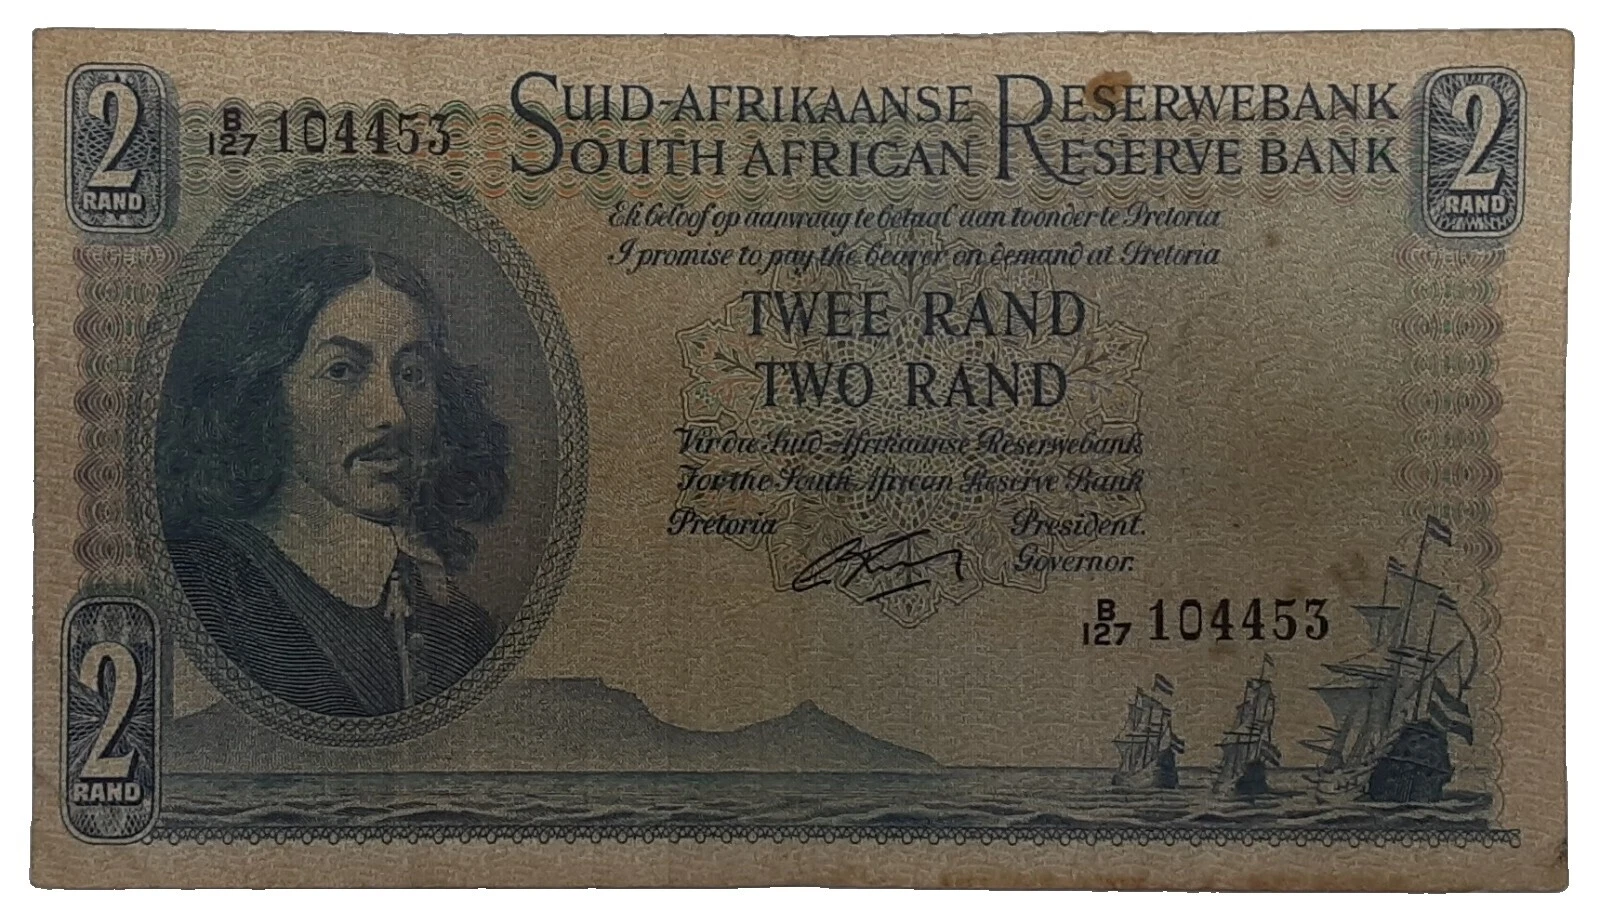 2
RAND
B/127 104453
SUID-AFRIKAANSE RESERWEBANK
SOUTH AFRICAN RESERVE BANK
2
RAND
Ek beloof op aanvraag te betaal aan toonder te Pretoria
I promise to pay the bearer on demand at Pretoria
TWEE RAND
TWO RAND
Vir die Suid-Afrikaanse Reserwebank
For the South African Reserve Bank
Pretoria
President.
Governor.
B/127 104453
2
RAND